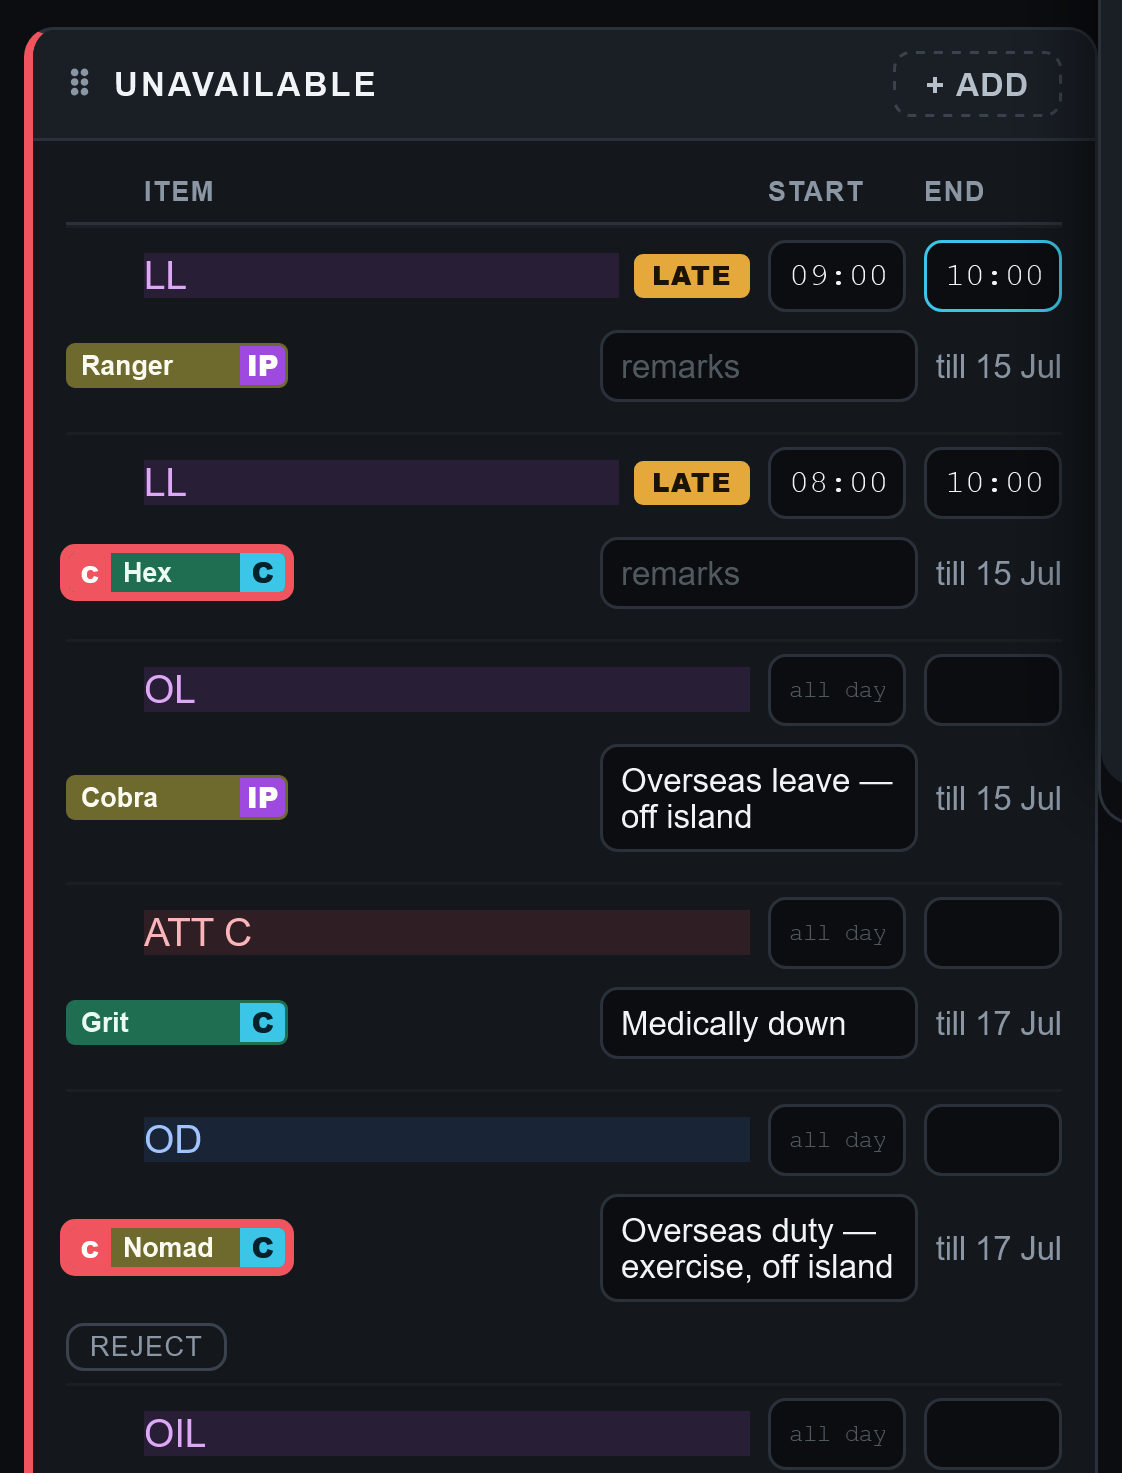 UNAVAILABLE + ADD
ITEM START END
LL LATE 09:00 10:00
Ranger IP remarks till 15 Jul
LL LATE 08:00 10:00
c Hex C remarks till 15 Jul
OL all day
Cobra IP Overseas leave — till 15 Jul
off island
ATT C all day
Grit C Medically down till 17 Jul
OD all day
c Nomad C Overseas duty — till 17 Jul
exercise, off island
REJECT
OIL all day